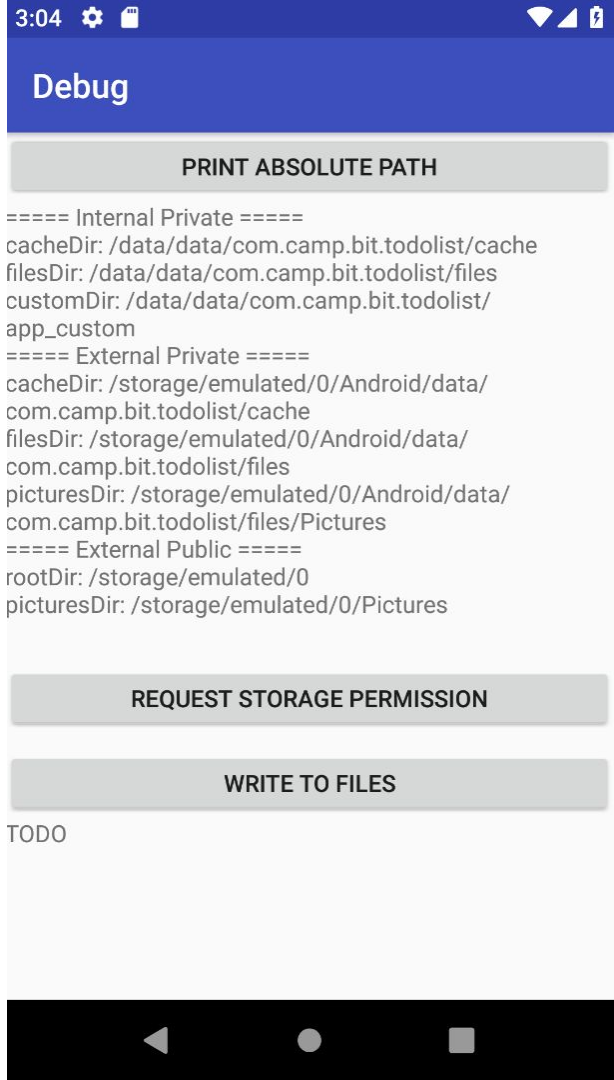 3:04
Debug
PRINT ABSOLUTE PATH
===== Internal Private =====
cacheDir: /data/data/com.camp.bit.todolist/cache
filesDir: /data/data/com.camp.bit.todolist/files
customDir: /data/data/com.camp.bit.todolist/
app_custom
===== External Private =====
cacheDir: /storage/emulated/0/Android/data/
com.camp.bit.todolist/cache
filesDir: /storage/emulated/0/Android/data/
com.camp.bit.todolist/files
picturesDir: /storage/emulated/0/Android/data/
com.camp.bit.todolist/files/Pictures
===== External Public =====
rootDir: /storage/emulated/0
picturesDir: /storage/emulated/0/Pictures
REQUEST STORAGE PERMISSION
WRITE TO FILES
TODO